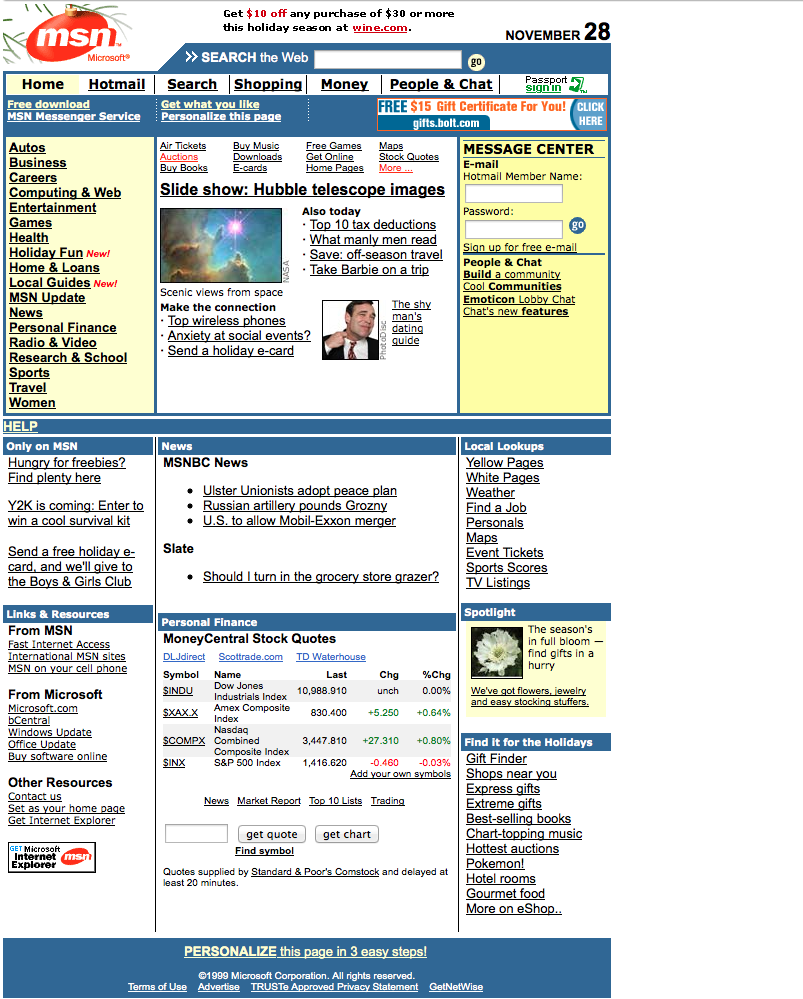 Get $10 off any purchase of $30 or more
this holiday season at wine.com.
msn
Microsoft®
NOVEMBER 28
SEARCH the Web
go
Home
Hotmail
Search
Shopping
Money
People & Chat
Passport
sign in
Free download
MSN Messenger Service
Get what you like
Personalize this page
FREE $15 Gift Certificate For You!
gifts.bolt.com
CLICK
HERE
Autos
Business
Careers
Computing & Web
Entertainment
Games
Health
Holiday Fun New!
Home & Loans
Local Guides New!
MSN Update
News
Personal Finance
Radio & Video
Research & School
Sports
Travel
Women
Air Tickets
Buy Music
Free Games
Maps
Auctions
Downloads
Get Online
Stock Quotes
Buy Books
E-cards
Home Pages
More ...
Slide show: Hubble telescope images
NASA
Scenic views from space
Also today
· Top 10 tax deductions
· What manly men read
· Save: off-season travel
· Take Barbie on a trip
Make the connection
· Top wireless phones
· Anxiety at social events?
· Send a holiday e-card
PhotoDisc
The shy
man's
dating
guide
MESSAGE CENTER
E-mail
Hotmail Member Name:
Password:
go
Sign up for free e-mail
People & Chat
Build a community
Cool Communities
Emoticon Lobby Chat
Chat's new features
HELP
Only on MSN
Hungry for freebies?
Find plenty here
Y2K is coming: Enter to
win a cool survival kit
Send a free holiday e-
card, and we'll give to
the Boys & Girls Club
Links & Resources
From MSN
Fast Internet Access
International MSN sites
MSN on your cell phone
From Microsoft
Microsoft.com
bCentral
Windows Update
Office Update
Buy software online
Other Resources
Contact us
Set as your home page
Get Internet Explorer
GET Microsoft
Internet
Explorer
msn
News
MSNBC News
• Ulster Unionists adopt peace plan
• Russian artillery pounds Grozny
• U.S. to allow Mobil-Exxon merger
Slate
• Should I turn in the grocery store grazer?
Personal Finance
MoneyCentral Stock Quotes
DLJdirect Scottrade.com TD Waterhouse
Symbol Name Last Chg %Chg
$INDU Dow Jones Industrials Index 10,988.910 unch 0.00%
$XAX.X Amex Composite Index 830.400 +5.250 +0.64%
$COMPX Nasdaq Combined Composite Index 3,447.810 +27.310 +0.80%
$INX S&P 500 Index 1,416.620 -0.460 -0.03%
Add your own symbols
News Market Report Top 10 Lists Trading
get quote
get chart
Find symbol
Quotes supplied by Standard & Poor's Comstock and delayed at
least 20 minutes.
Local Lookups
Yellow Pages
White Pages
Weather
Find a Job
Personals
Maps
Event Tickets
Sports Scores
TV Listings
Spotlight
The season's
in full bloom —
find gifts in a
hurry
We've got flowers, jewelry
and easy stocking stuffers.
Find it for the Holidays
Gift Finder
Shops near you
Express gifts
Extreme gifts
Best-selling books
Chart-topping music
Hottest auctions
Pokemon!
Hotel rooms
Gourmet food
More on eShop..
PERSONALIZE this page in 3 easy steps!
©1999 Microsoft Corporation. All rights reserved.
Terms of Use Advertise TRUSTe Approved Privacy Statement GetNetWise